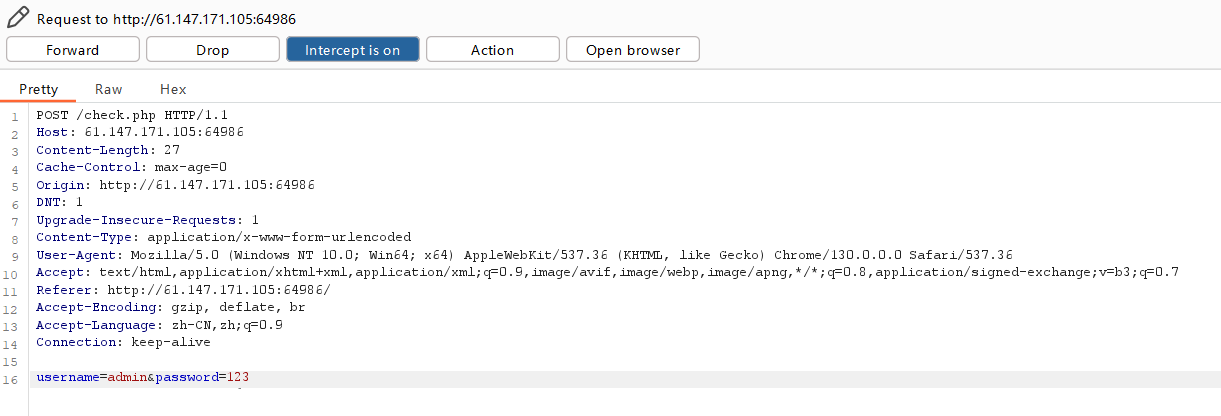 Request to http://61.147.171.105:64986
Forward Drop Intercept is on Action Open browser
Pretty Raw Hex
1 POST /check.php HTTP/1.1
2 Host: 61.147.171.105:64986
3 Content-Length: 27
4 Cache-Control: max-age=0
5 Origin: http://61.147.171.105:64986
6 DNT: 1
7 Upgrade-Insecure-Requests: 1
8 Content-Type: application/x-www-form-urlencoded
9 User-Agent: Mozilla/5.0 (Windows NT 10.0; Win64; x64) AppleWebKit/537.36 (KHTML, like Gecko) Chrome/130.0.0.0 Safari/537.36
10 Accept: text/html,application/xhtml+xml,application/xml;q=0.9,image/avif,image/webp,image/apng,*/*;q=0.8,application/signed-exchange;v=b3;q=0.7
11 Referer: http://61.147.171.105:64986/
12 Accept-Encoding: gzip, deflate, br
13 Accept-Language: zh-CN,zh;q=0.9
14 Connection: keep-alive
15
16 username=admin&password=123